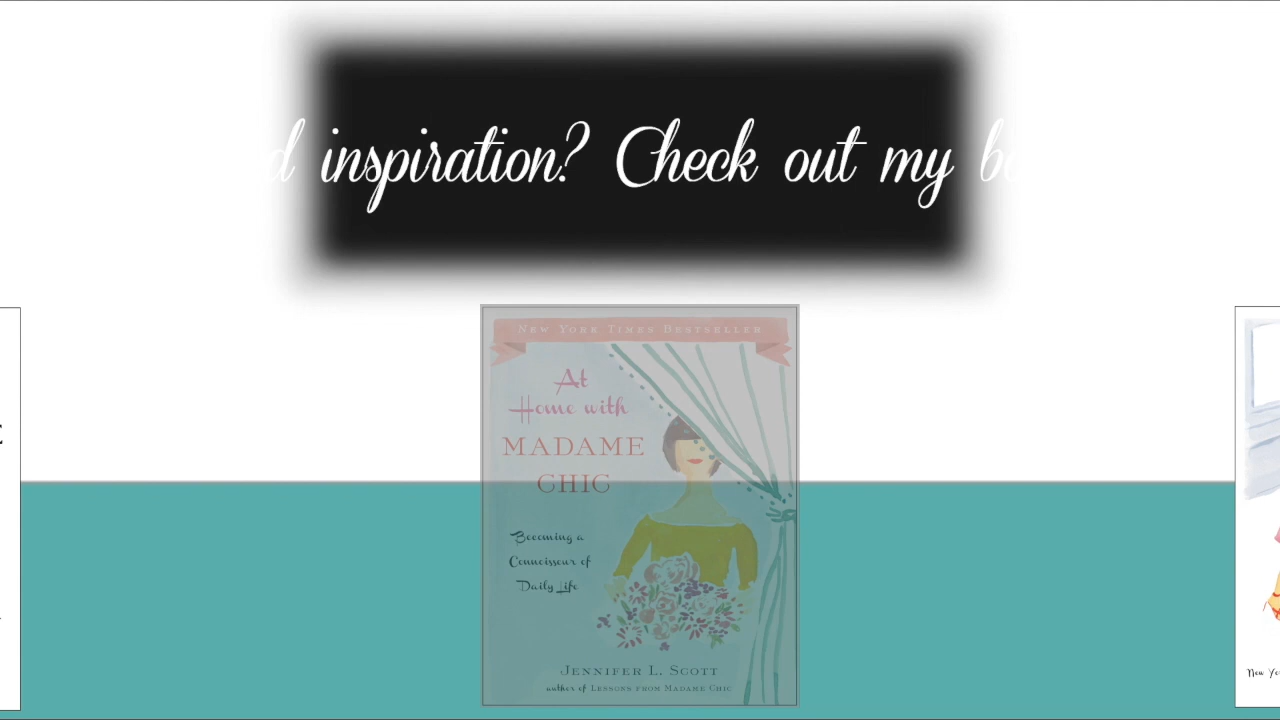 inspiration? Check out my
New York Times Bestseller
At
Home with
MADAME
CHIC
Becoming a
Connoisseur of
Daily Life
Jennifer L. Scott
author of Lessons from Madame Chic